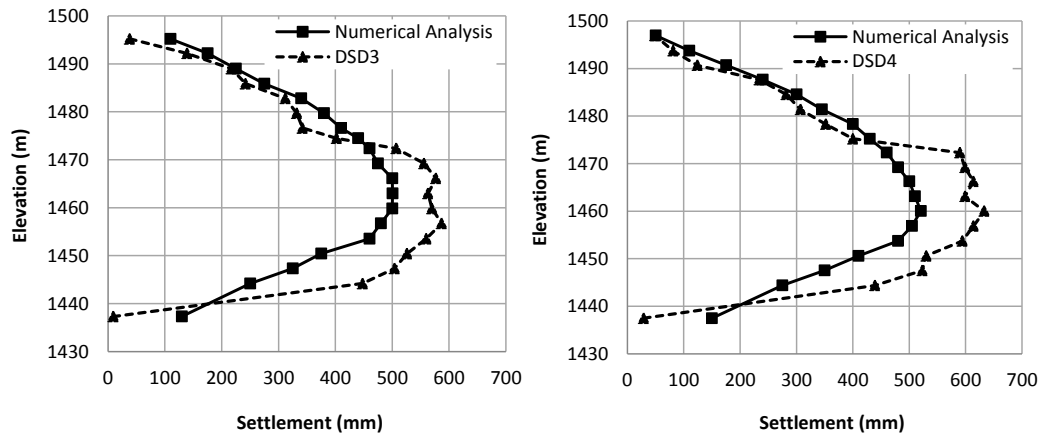 1500
1490
1480
1470
1460
1450
1440
1430
Elevation (m)
0 100 200 300 400 500 600 700
Settlement (mm)
Numerical Analysis
DSD3
1500
1490
1480
1470
1460
1450
1440
1430
Elevation (m)
0 100 200 300 400 500 600 700
Settlement (mm)
Numerical Analysis
DSD4